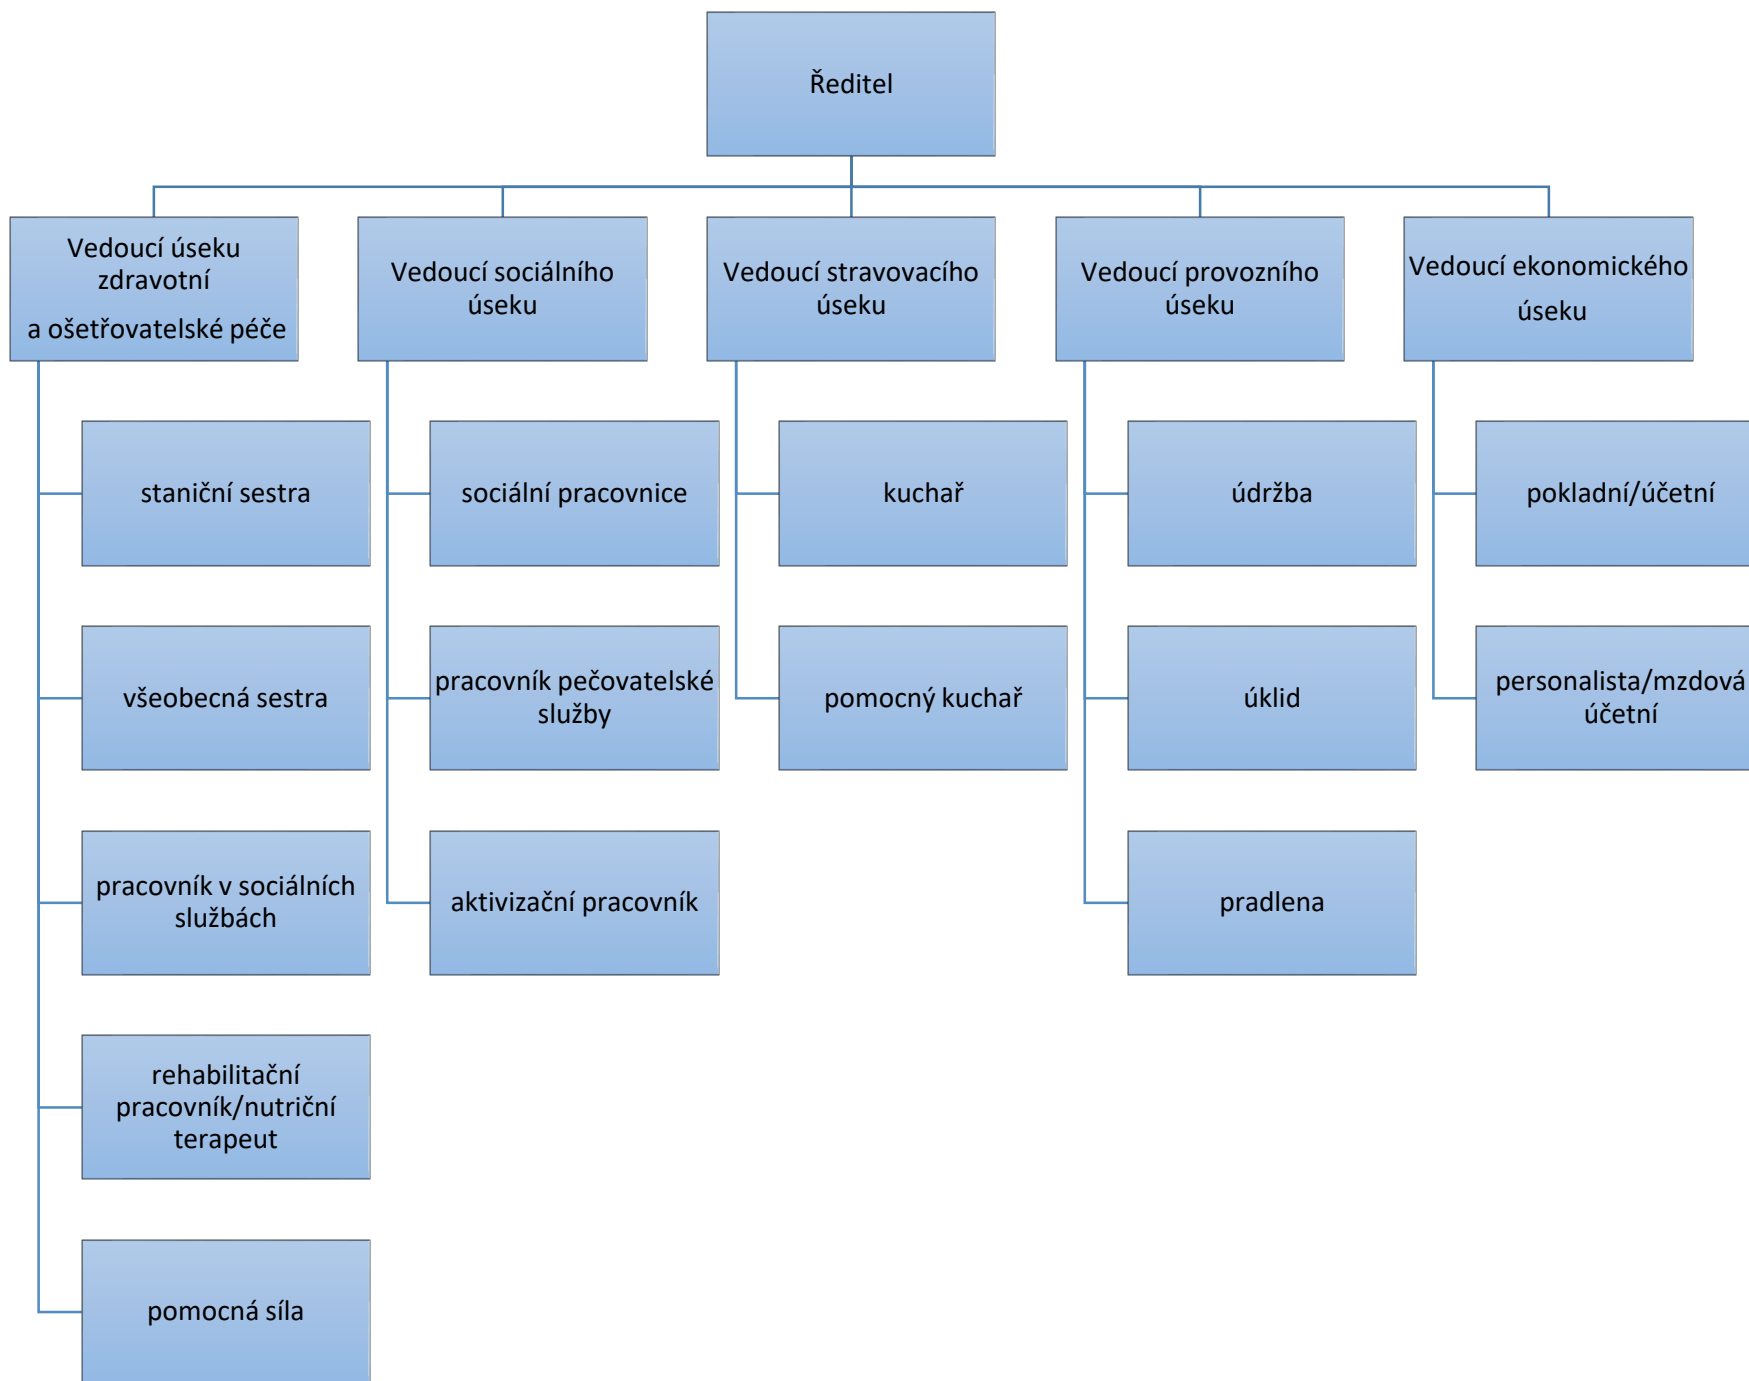 Ředitel
Vedoucí úseku
zdravotní
a ošetřovatelské péče
Vedoucí sociálního
úseku
Vedoucí stravovacího
úseku
Vedoucí provozního
úseku
Vedoucí ekonomického
úseku
staniční sestra
sociální pracovnice
kuchař
údržba
pokladní/účetní
všeobecná sestra
pracovník pečovatelské
služby
pomocný kuchař
úklid
personalista/mzdová
účetní
pracovník v sociálních
službách
aktivizační pracovník
pradlena
rehabilitační
pracovník/nutriční
terapeut
pomocná síla